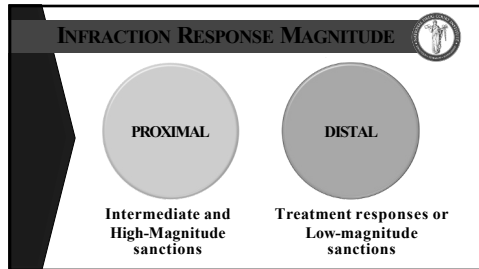 INFRACTION RESPONSE MAGNITUDE
PROXIMAL
DISTAL
Intermediate and
High-Magnitude
sanctions
Treatment responses or
Low-magnitude
sanctions